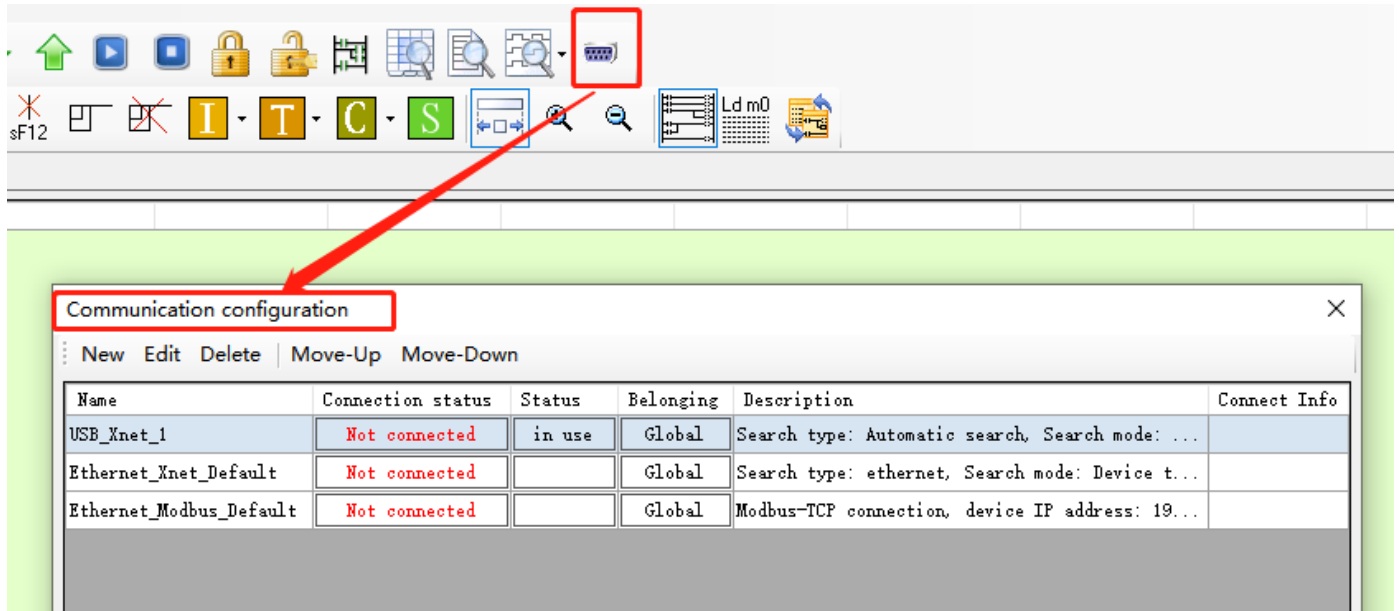 sF12 I T C S Ld m0
Communication configuration
New Edit Delete Move-Up Move-Down
Name Connection status Status Belonging Description Connect Info
USB_Xnet_1 Not connected in use Global Search type: Automatic search, Search mode: ...
Ethernet_Xnet_Default Not connected Global Search type: ethernet, Search mode: Device t...
Ethernet_Modbus_Default Not connected Global Modbus-TCP connection, device IP address: 19...